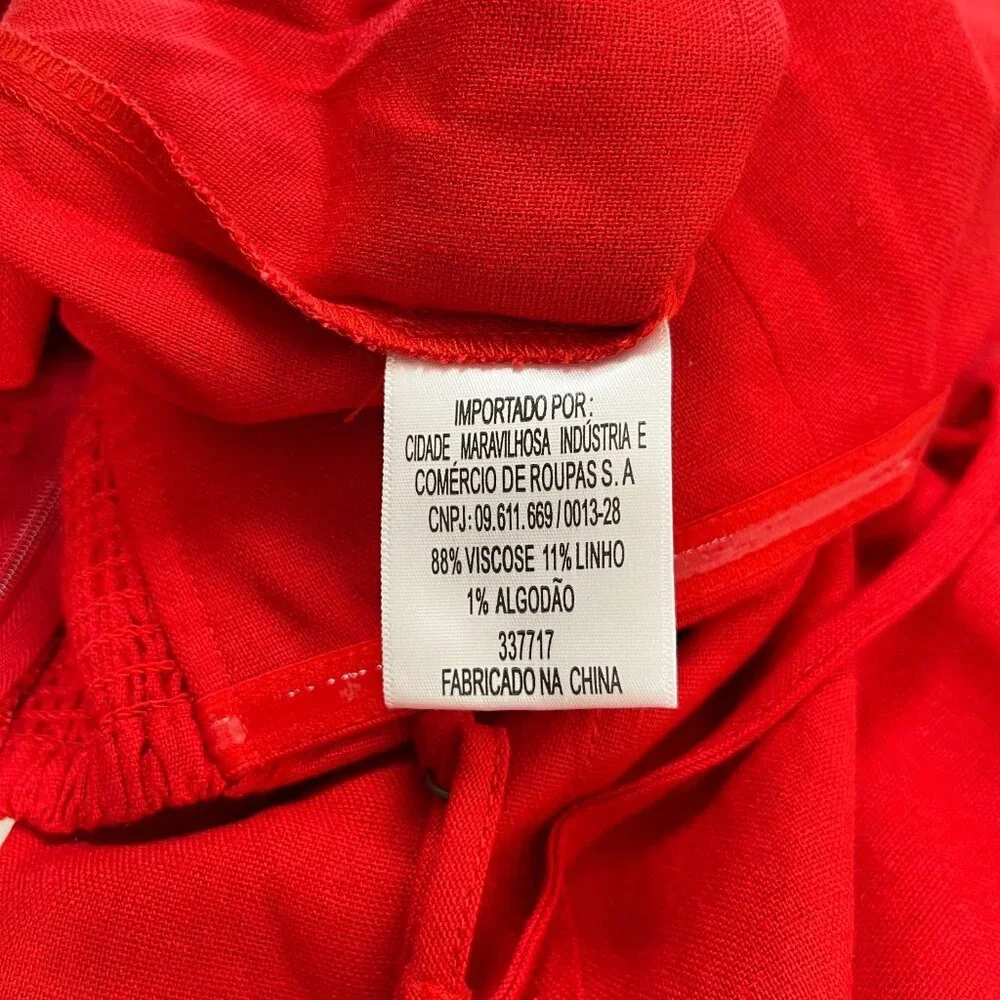 IMPORTADO POR:
CIDADE MARAVILHOSA INDÚSTRIA E
COMÉRCIO DE ROUPAS S. A
CNPJ: 09.611.669/0013-28
88% VISCOSE 11% LINHO
1% ALGODÃO
337717
FABRICADO NA CHINA